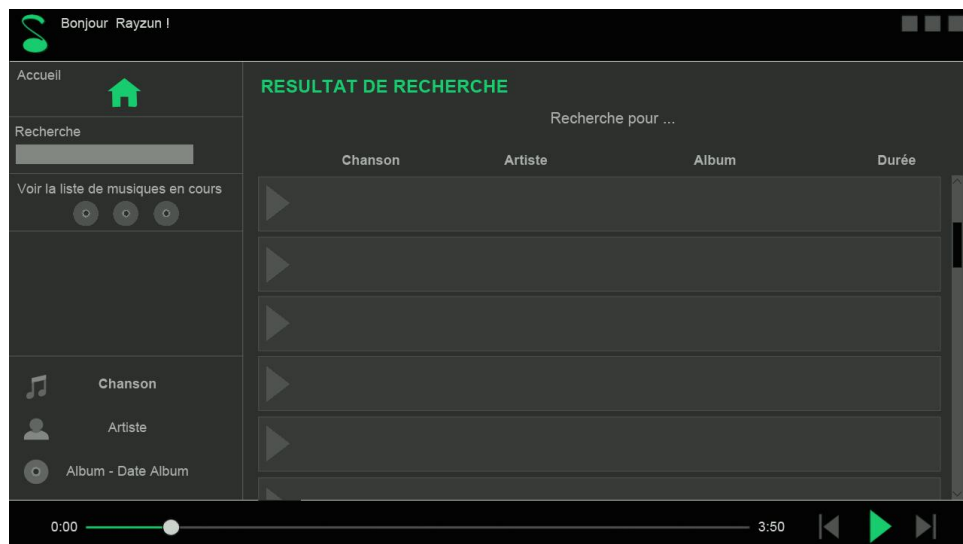 Bonjour Rayzun !
Accueil
Recherche
Voir la liste de musiques en cours
Chanson
Artiste
Album - Date Album
RESULTAT DE RECHERCHE
Recherche pour ...
Chanson Artiste Album Durée
0:00 3:50